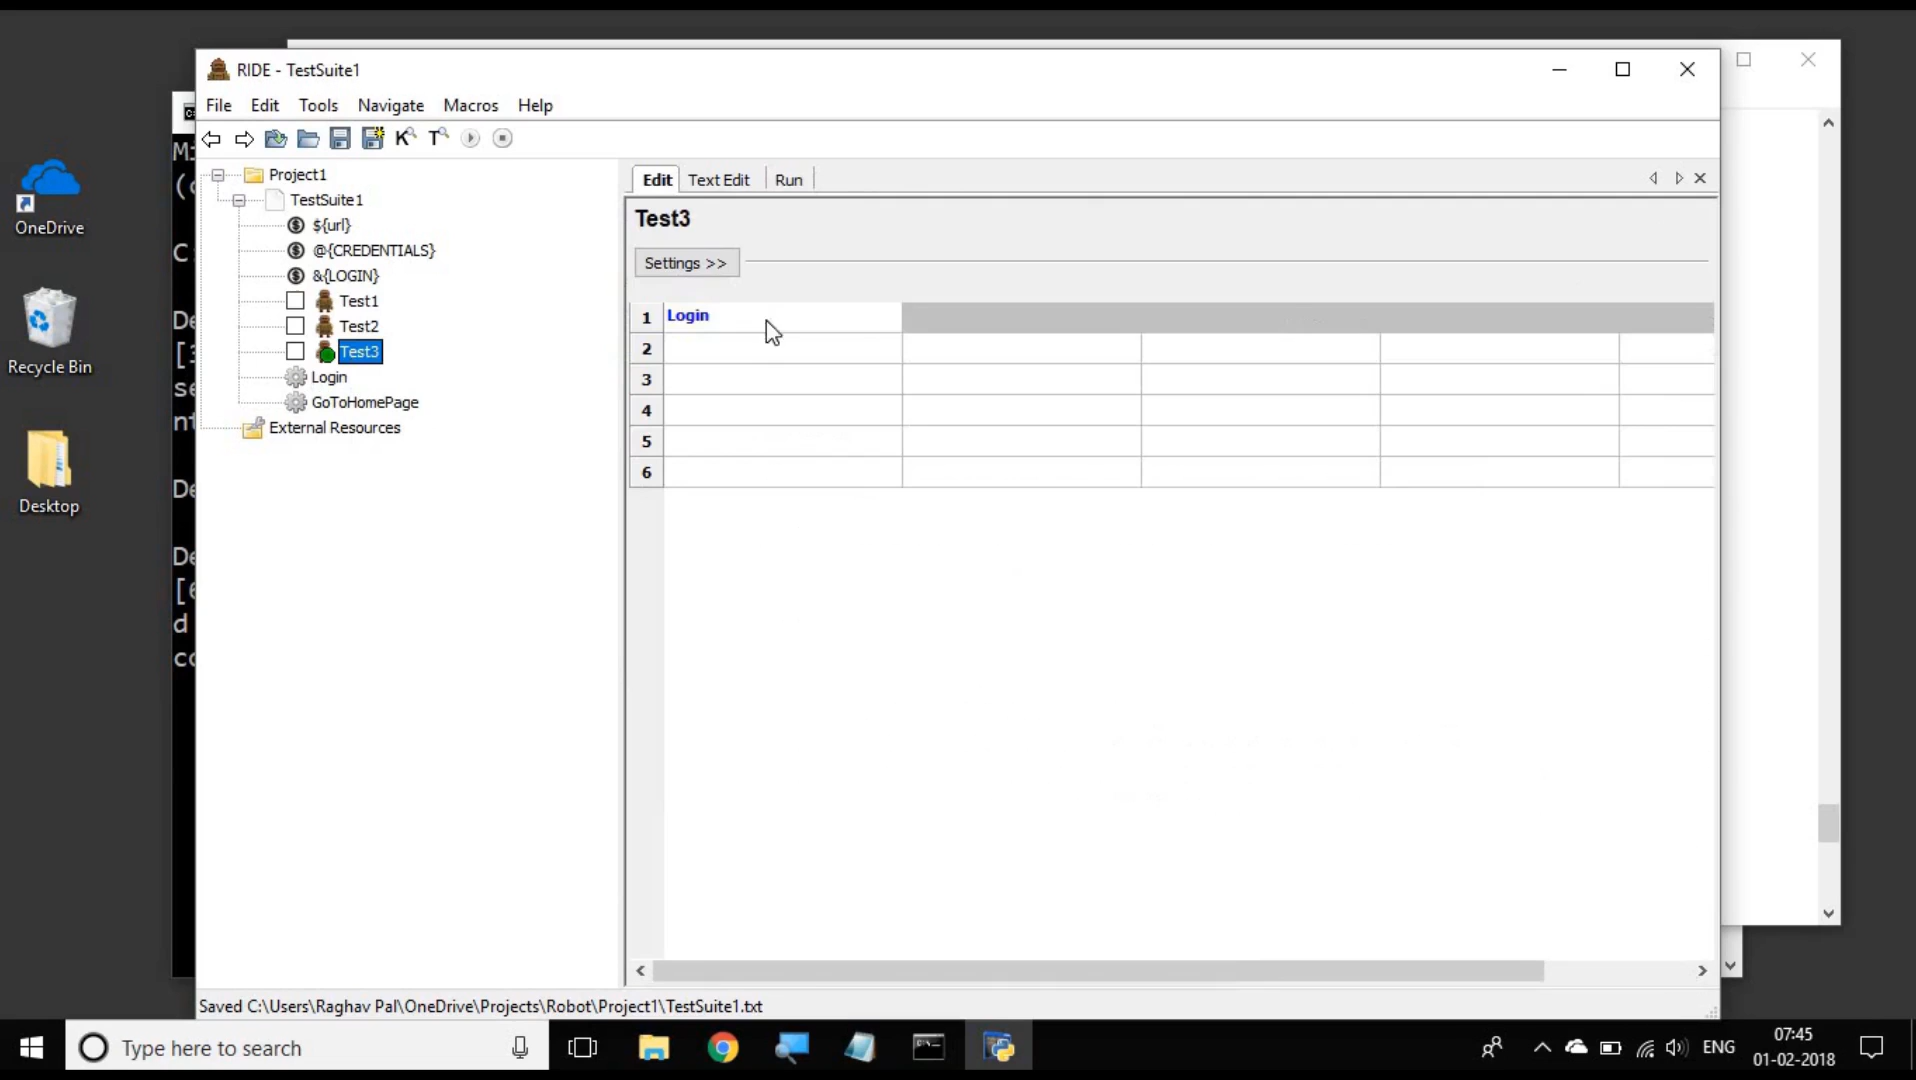 RIDE - TestSuite1
File Edit Tools Navigate Macros Help
Project1
TestSuite1
${url}
@{CREDENTIALS}
&{LOGIN}
Test1
Test2
Test3
Login
GoToHomePage
External Resources
Edit Text Edit Run
Test3
Settings >>
1 Login
2
3
4
5
6
Saved C:\Users\Raghav Pal\OneDrive\Projects\Robot\Project1\TestSuite1.txt
OneDrive
Recycle Bin
Desktop
Type here to search
ENG
07:45
01-02-2018